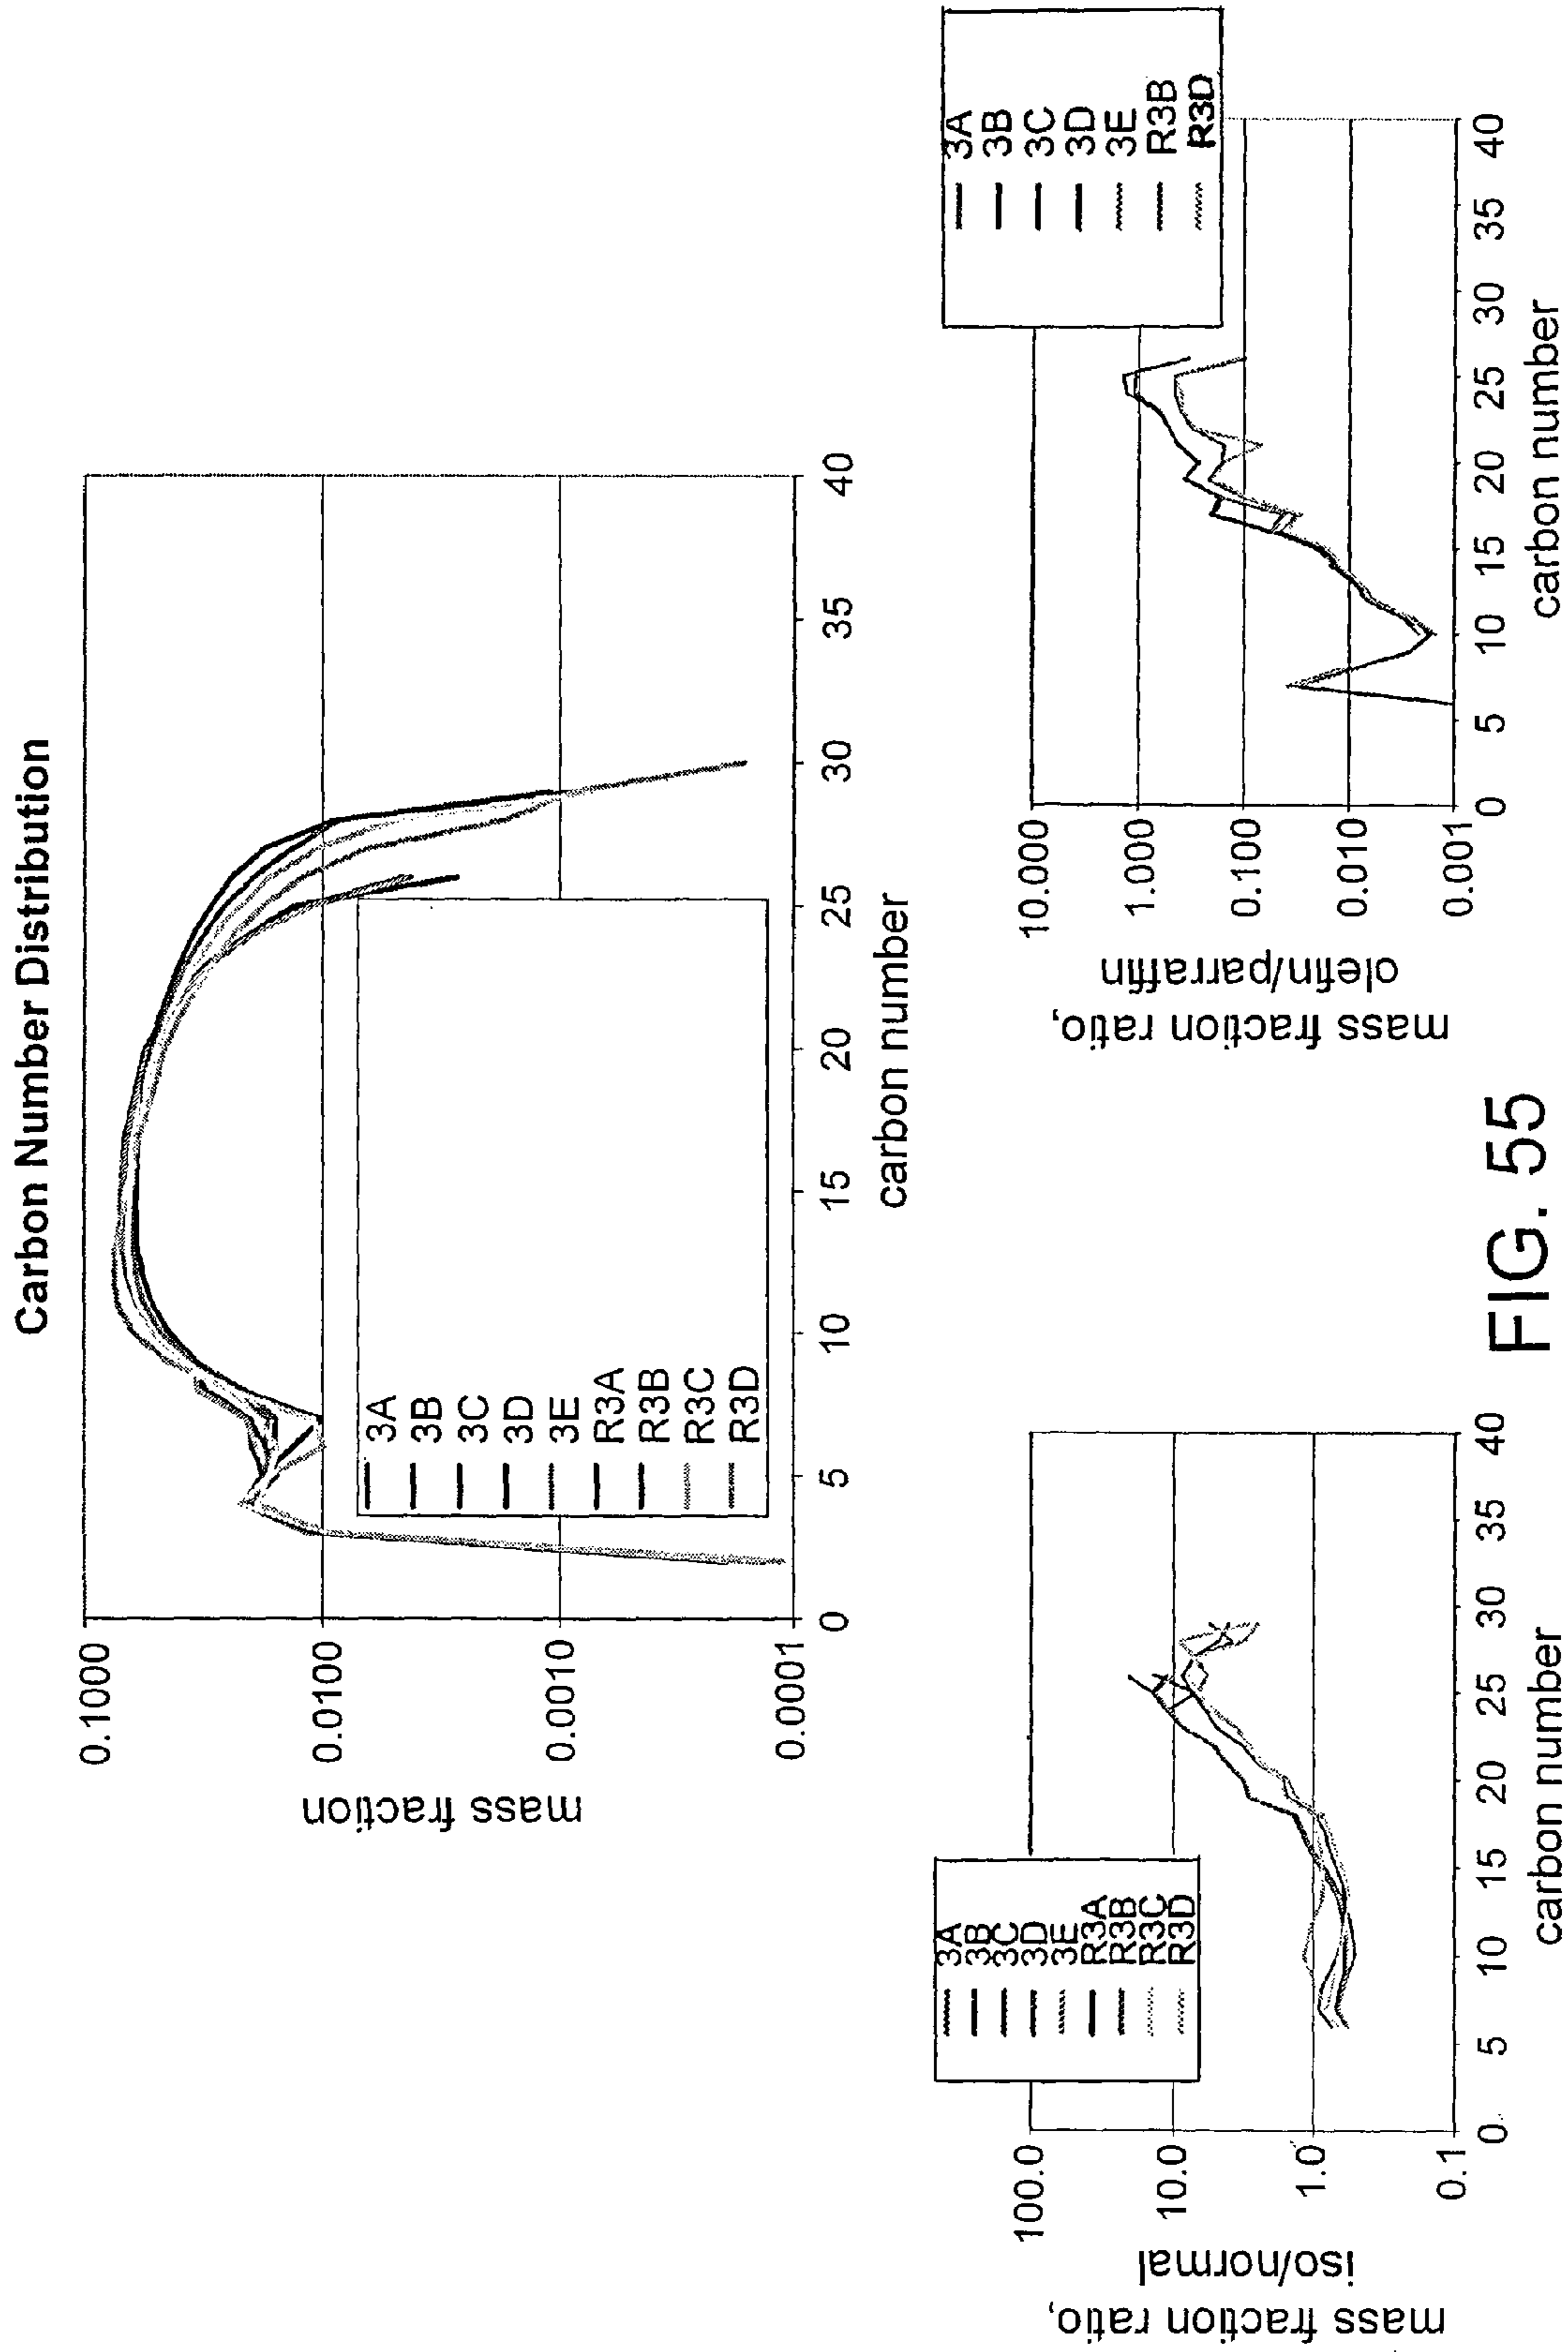 Carbon Number Distribution
0.1000
0.0100
0.0010
0.0001
mass fraction
0 5 10 15 20 25 30 35 40
carbon number
3A
3B
3C
3D
3E
R3A
R3B
R3C
R3D
100.0
10.0
1.0
0.1
mass fraction ratio,
iso/normal
0 5 10 15 20 25 30 35 40
carbon number
3A
3B
3C
3D
3E
R3A
R3B
R3C
R3D
10.000
1.000
0.100
0.010
0.001
mass fraction ratio,
olefin/parraffin
0 5 10 15 20 25 30 35 40
carbon number
3A
3B
3C
3D
3E
R3B
R3D
FIG. 55